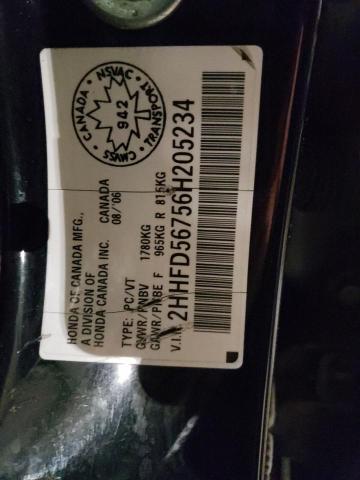 HONDA OF CANADA MFG.,
A DIVISION OF
HONDA CANADA INC. CANADA
08/'06
TYPE: PC/VT
GVWR/PNBV 1780KG
GAWR/PNBE F 965KG R 815KG
V.I.N.
2HHFD56756H205234
CANADA · NSVAC · TRANSPORT · CMVSS
942